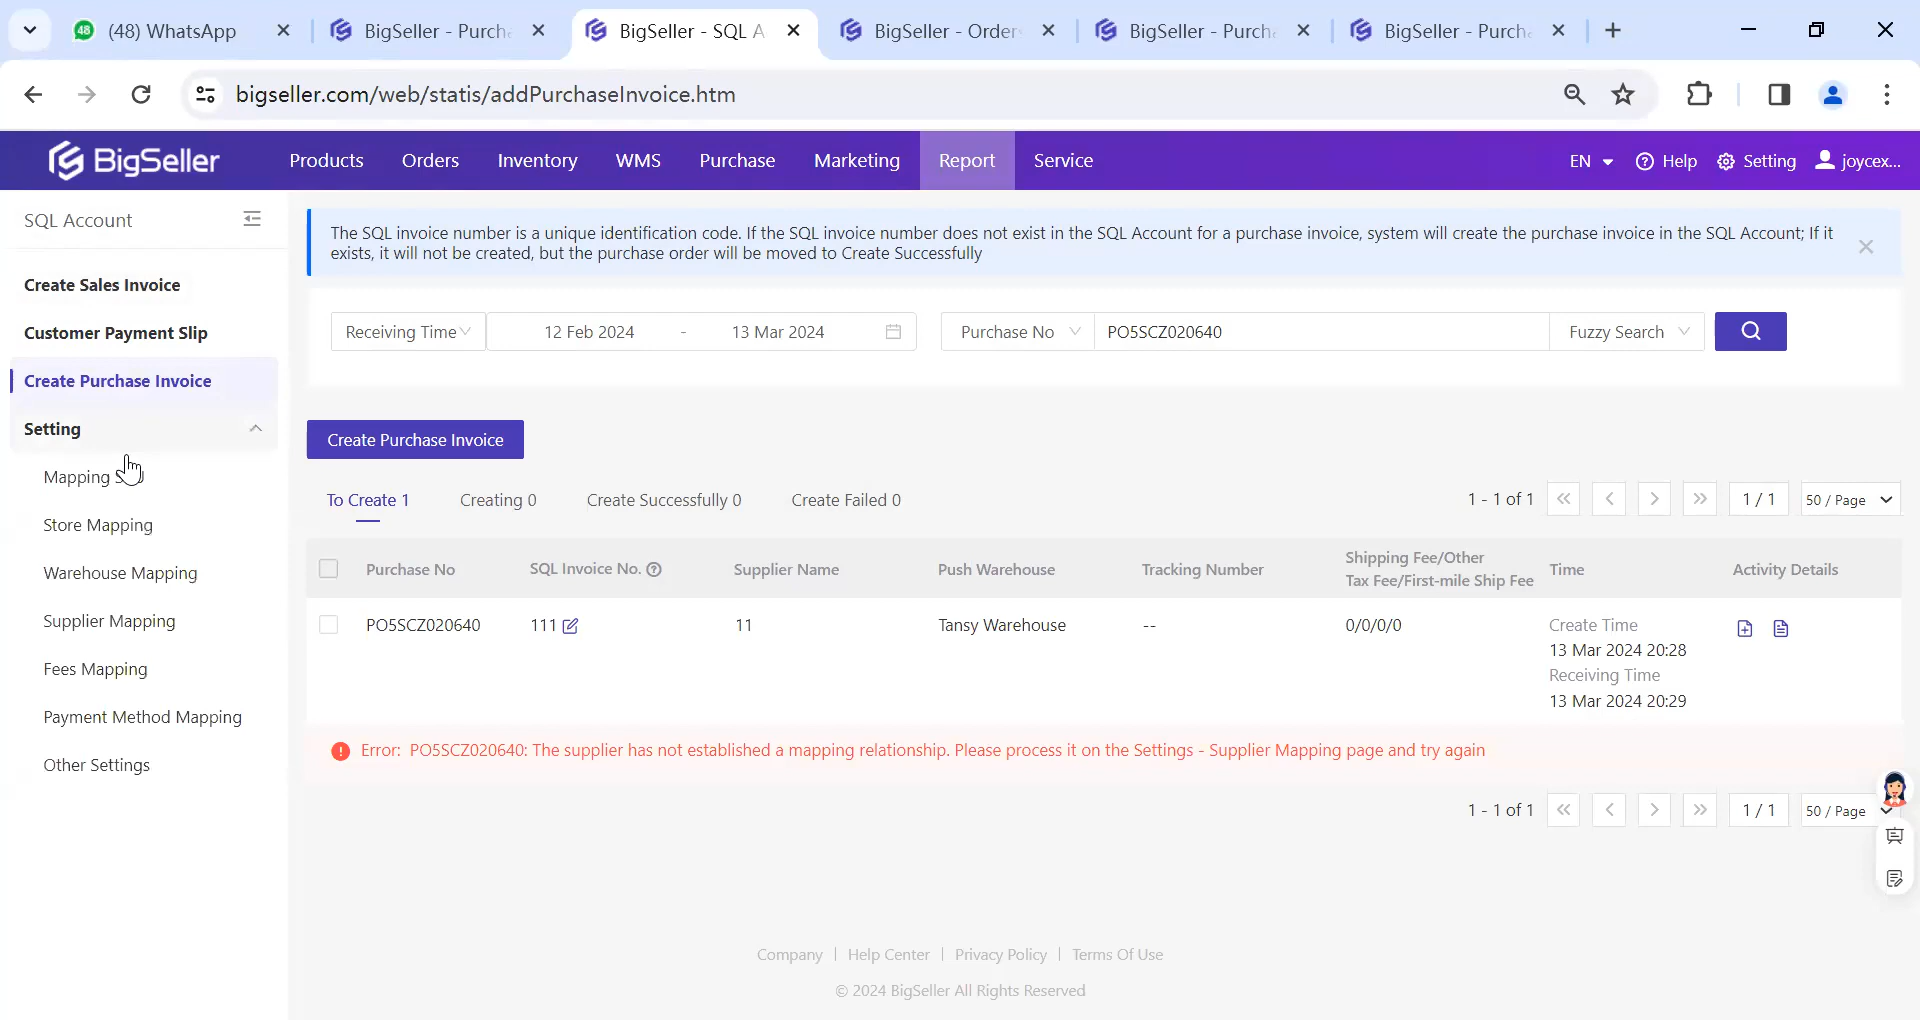 48 (48) WhatsApp
BigSeller - Purch
BigSeller - SQL A
BigSeller - Order
BigSeller - Purch
BigSeller - Purch
bigseller.com/web/statis/addPurchaseInvoice.htm
BigSeller Products Orders Inventory WMS Purchase Marketing Report Service EN Help Setting joycex...
SQL Account
Create Sales Invoice
Customer Payment Slip
Create Purchase Invoice
Setting
Mapping
Store Mapping
Warehouse Mapping
Supplier Mapping
Fees Mapping
Payment Method Mapping
Other Settings
The SQL invoice number is a unique identification code. If the SQL invoice number does not exist in the SQL Account for a purchase invoice, system will create the purchase invoice in the SQL Account; If it
exists, it will not be created, but the purchase order will be moved to Create Successfully
Receiving Time 12 Feb 2024 - 13 Mar 2024 Purchase No PO5SCZ020640 Fuzzy Search
Create Purchase Invoice
To Create 1 Creating 0 Create Successfully 0 Create Failed 0 1 - 1 of 1 1 / 1 50 / Page
Purchase No SQL Invoice No. Supplier Name Push Warehouse Tracking Number Shipping Fee/Other
Tax Fee/First-mile Ship Fee Time Activity Details
PO5SCZ020640 111 11 Tansy Warehouse -- 0/0/0/0 Create Time
13 Mar 2024 20:28
Receiving Time
13 Mar 2024 20:29
Error: PO5SCZ020640: The supplier has not established a mapping relationship. Please process it on the Settings - Supplier Mapping page and try again
1 - 1 of 1 1 / 1 50 / Page
Company | Help Center | Privacy Policy | Terms Of Use
© 2024 BigSeller All Rights Reserved